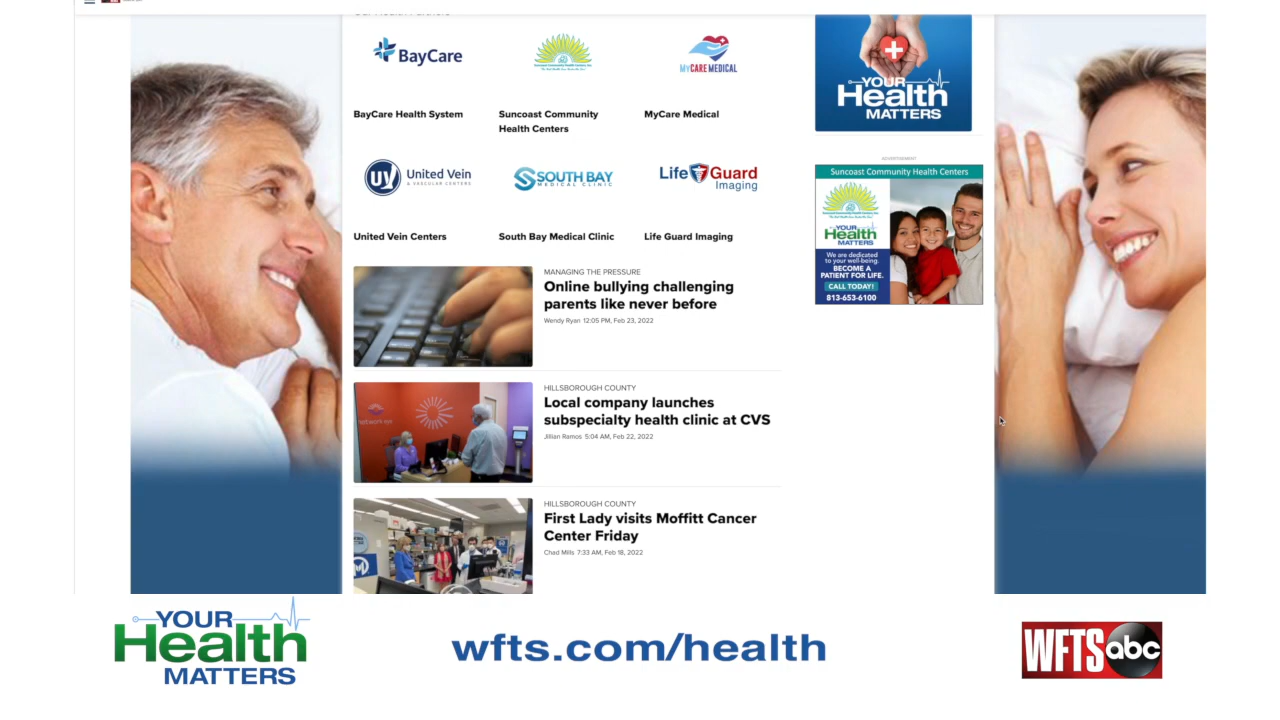 BayCare
MYCARE MEDICAL
BayCare Health System
Suncoast Community
Health Centers
MyCare Medical
UV United Vein
& VASCULAR CENTERS
SOUTH BAY
MEDICAL CLINIC
Life Guard
Imaging
United Vein Centers
South Bay Medical Clinic
Life Guard Imaging
MANAGING THE PRESSURE
Online bullying challenging
parents like never before
Wendy Ryan 12:05 PM, Feb 23, 2022
HILLSBOROUGH COUNTY
Local company launches
subspecialty health clinic at CVS
Jillian Ramos 5:04 AM, Feb 22, 2022
HILLSBOROUGH COUNTY
First Lady visits Moffitt Cancer
Center Friday
Chad Mills 7:33 AM, Feb 18, 2022
YOUR
Health
MATTERS
ADVERTISEMENT
Suncoast Community Health Centers
YOUR
Health
MATTERS
We are dedicated
to your well-being.
BECOME A
PATIENT FOR LIFE.
CALL TODAY!
813-653-6100
YOUR
Health
MATTERS
wfts.com/health
WFTS abc